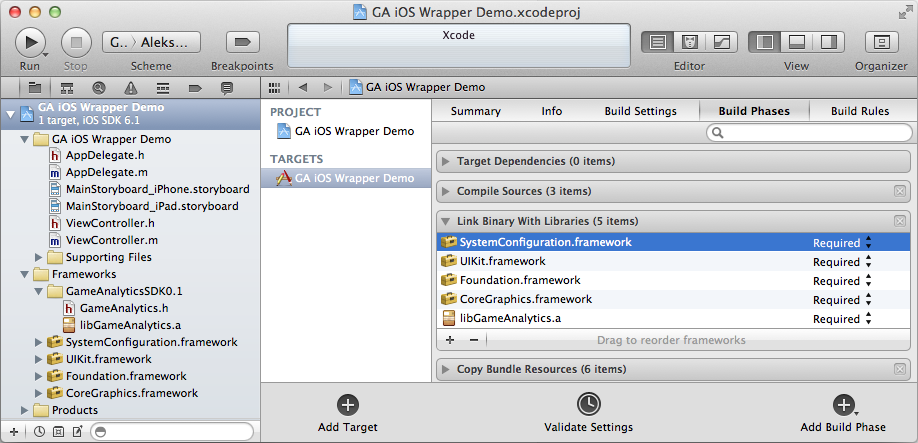 GA iOS Wrapper Demo.xcodeproj
Xcode
G.. 〉Aleks...
Run
Stop
Scheme
Breakpoints
Editor
View
Organizer
GA iOS Wrapper Demo
1 target, iOS SDK 6.1
GA iOS Wrapper Demo
AppDelegate.h
AppDelegate.m
MainStoryboard_iPhone.storyboard
MainStoryboard_iPad.storyboard
ViewController.h
ViewController.m
Supporting Files
Frameworks
GameAnalyticsSDK0.1
GameAnalytics.h
libGameAnalytics.a
SystemConfiguration.framework
UIKit.framework
Foundation.framework
CoreGraphics.framework
Products
GA iOS Wrapper Demo
PROJECT
GA iOS Wrapper Demo
TARGETS
GA iOS Wrapper Demo
Summary
Info
Build Settings
Build Phases
Build Rules
Target Dependencies (0 items)
Compile Sources (3 items)
Link Binary With Libraries (5 items)
SystemConfiguration.framework Required
UIKit.framework Required
Foundation.framework Required
CoreGraphics.framework Required
libGameAnalytics.a Required
Drag to reorder frameworks
Copy Bundle Resources (6 items)
Add Target
Validate Settings
Add Build Phase